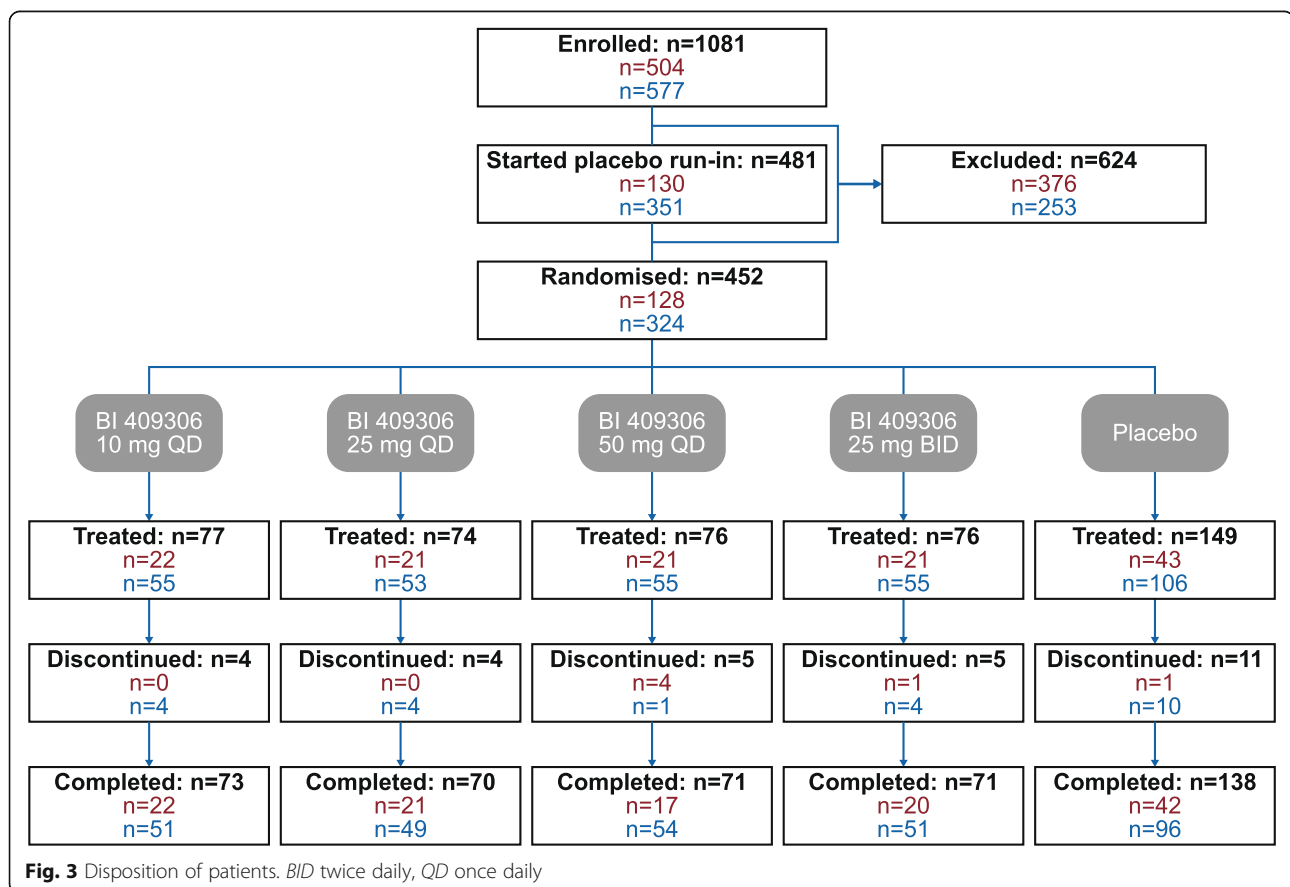 Enrolled: n=1081
n=504
n=577
Started placebo run-in: n=481
n=130
n=351
Excluded: n=624
n=376
n=253
Randomised: n=452
n=128
n=324
BI 409306
10 mg QD
BI 409306
25 mg QD
BI 409306
50 mg QD
BI 409306
25 mg BID
Placebo
Treated: n=77
n=22
n=55
Treated: n=74
n=21
n=53
Treated: n=76
n=21
n=55
Treated: n=76
n=21
n=55
Treated: n=149
n=43
n=106
Discontinued: n=4
n=0
n=4
Discontinued: n=4
n=0
n=4
Discontinued: n=5
n=4
n=1
Discontinued: n=5
n=1
n=4
Discontinued: n=11
n=1
n=10
Completed: n=73
n=22
n=51
Completed: n=70
n=21
n=49
Completed: n=71
n=17
n=54
Completed: n=71
n=20
n=51
Completed: n=138
n=42
n=96
Fig. 3 Disposition of patients. BID twice daily, QD once daily